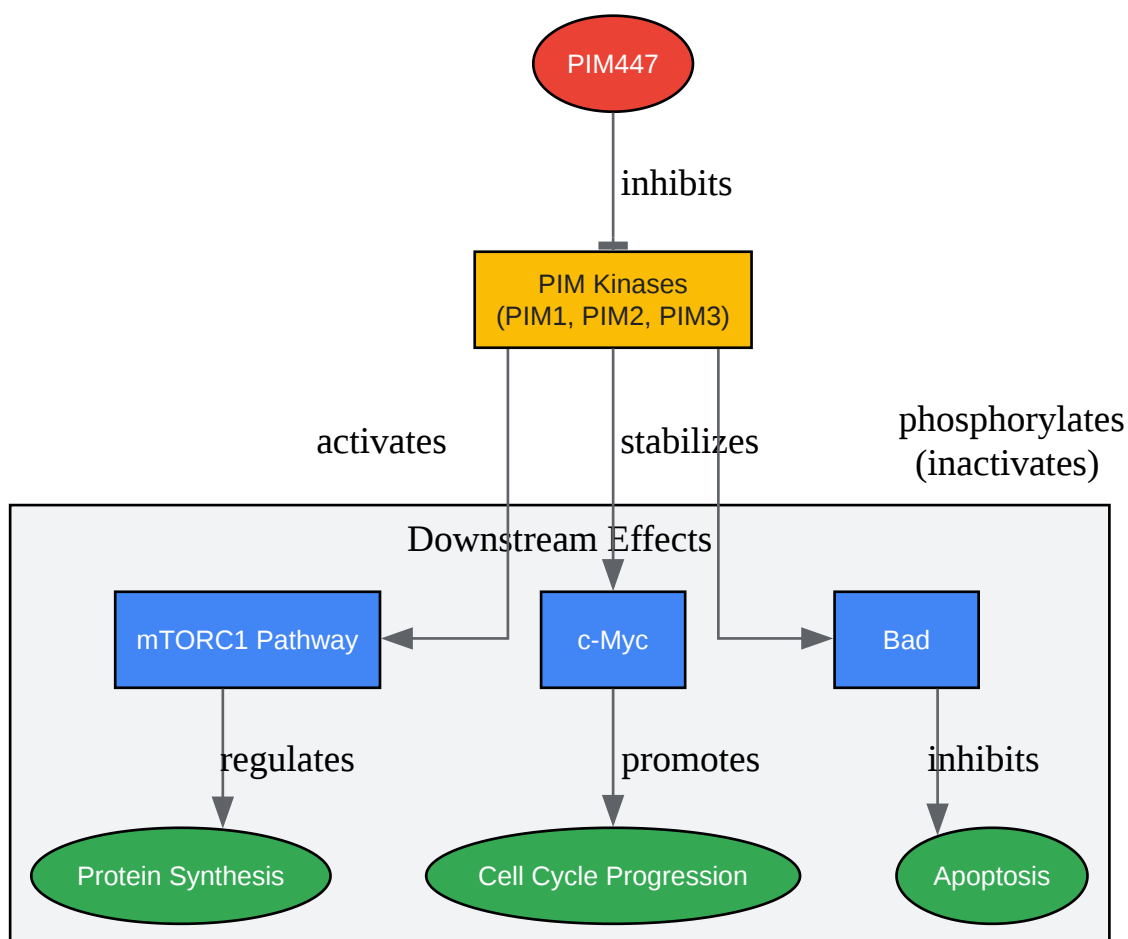 PIM447
inhibits
PIM Kinases
(PIM1, PIM2, PIM3)
activates
stabilizes
phosphorylates
(inactivates)
Downstream Effects
mTORC1 Pathway
c-Myc
Bad
regulates
promotes
inhibits
Protein Synthesis
Cell Cycle Progression
Apoptosis